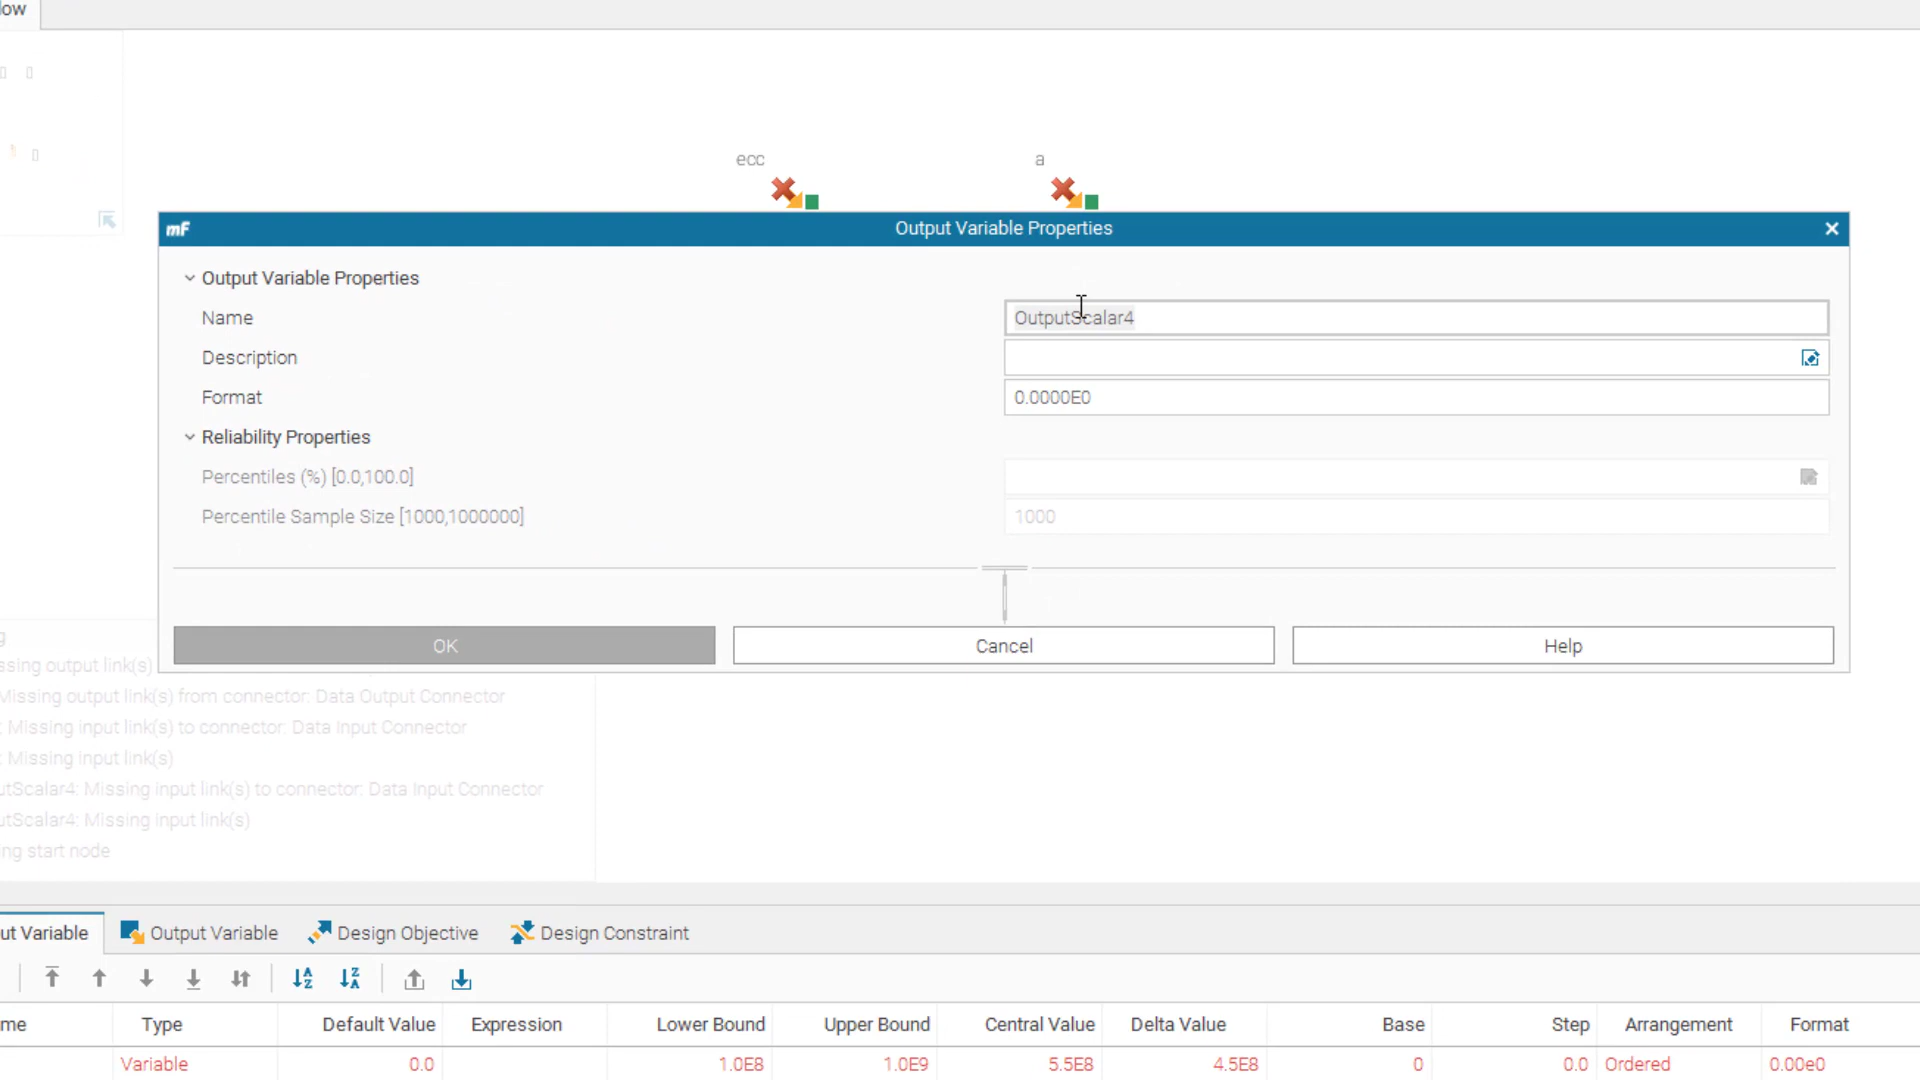 low
ecc
a
mF
Output Variable Properties
Output Variable Properties
Name
OutputScalar4
Description
Format
0.0000E0
Reliability Properties
Percentiles (%) [0.0,100.0]
Percentile Sample Size [1000,1000000]
1000
OK
Cancel
Help
g
ssing output link(s)
Missing output link(s) from connector: Data Output Connector
: Missing input link(s) to connector: Data Input Connector
: Missing input link(s)
utScalar4: Missing input link(s) to connector: Data Input Connector
utScalar4: Missing input link(s)
ing start node
ut Variable
Output Variable
Design Objective
Design Constraint
me
Type
Default Value
Expression
Lower Bound
Upper Bound
Central Value
Delta Value
Base
Step
Arrangement
Format
Variable
0.0
1.0E8
1.0E9
5.5E8
4.5E8
0
0.0
Ordered
0.00e0